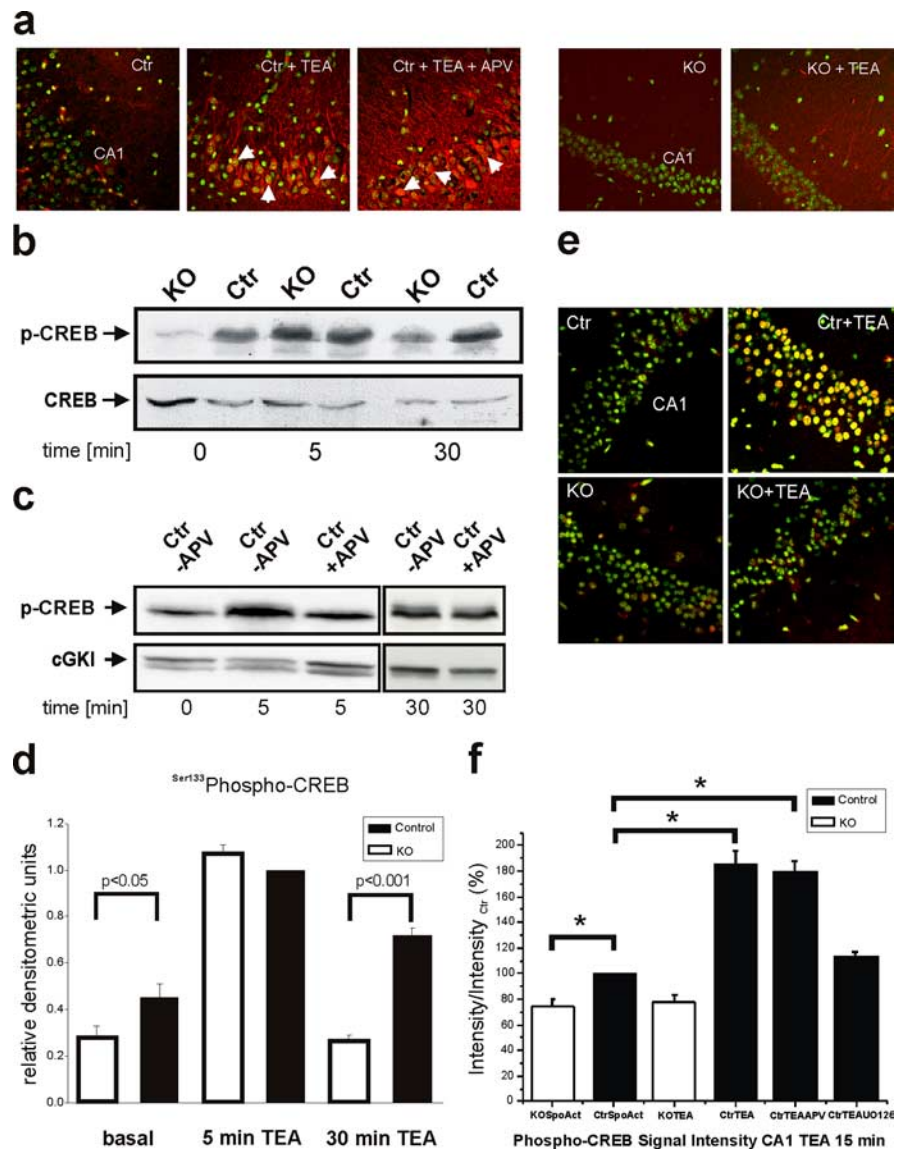 a
Ctr
Ctr + TEA
Ctr + TEA + APV
KO
KO + TEA
CA1
CA1
b
KO Ctr KO Ctr KO Ctr
p-CREB
CREB
time [min] 0 5 30
c
Ctr -APV
Ctr -APV
Ctr +APV
Ctr -APV
Ctr +APV
p-CREB
cGKI
time [min] 0 5 5 30 30
d
Ser133Phospho-CREB
Control
KO
relative densitometric units
1.2
1.0
0.8
0.6
0.4
0.2
0.0
p<0.05
p<0.001
basal 5 min TEA 30 min TEA
e
Ctr
Ctr+TEA
CA1
KO
KO+TEA
f
Control
KO
*
*
*
Intensity/Intensity Ctr (%)
200
180
160
140
120
100
80
60
40
20
0
KOSpoAct CtrSpoAct KOTEA CtrTEA CtrTEAAPV CtrTEAUO126
Phospho-CREB Signal Intensity CA1 TEA 15 min